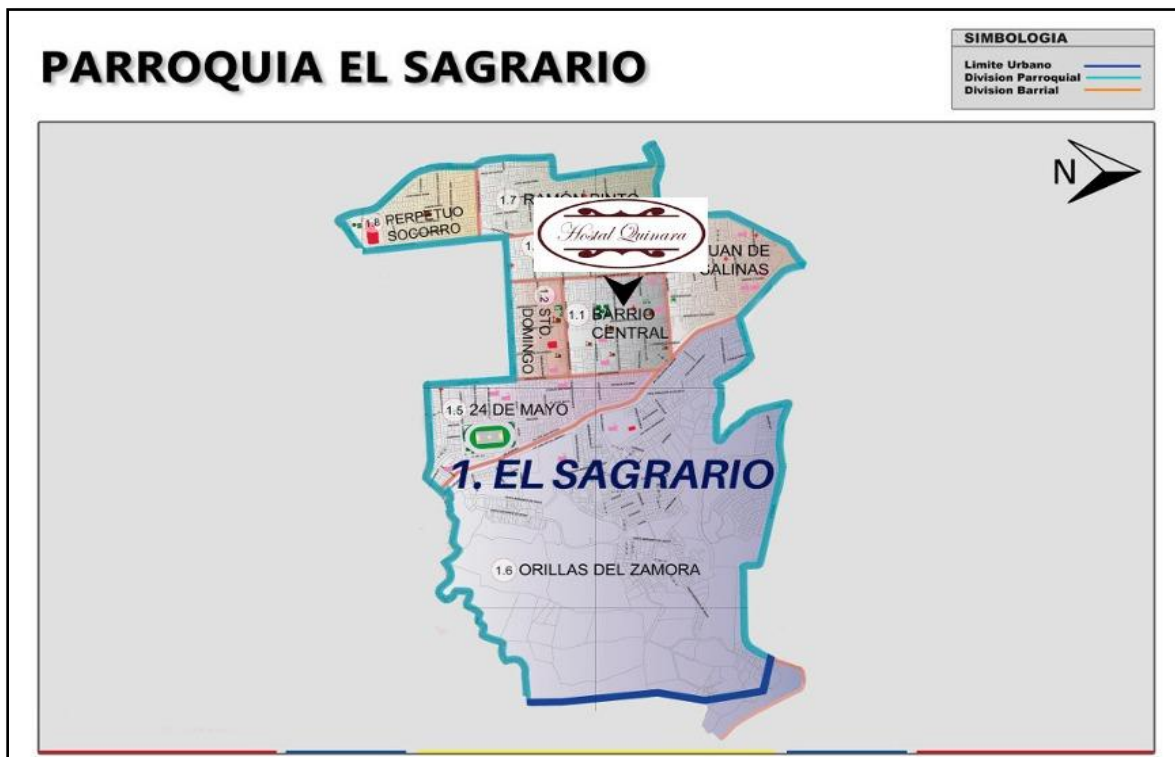 PARROQUIA EL SAGRARIO
SIMBOLOGIA
Limite Urbano
Division Parroquial
Division Barrial
N
1.7 RAMÓN PINTO
1.8 PERPETUO
SOCORRO
Hostal Quinara
JUAN DE
SALINAS
1.2 STO.
DOMINGO
1.1 BARRIO
CENTRAL
1.5 24 DE MAYO
1. EL SAGRARIO
1.6 ORILLAS DEL ZAMORA